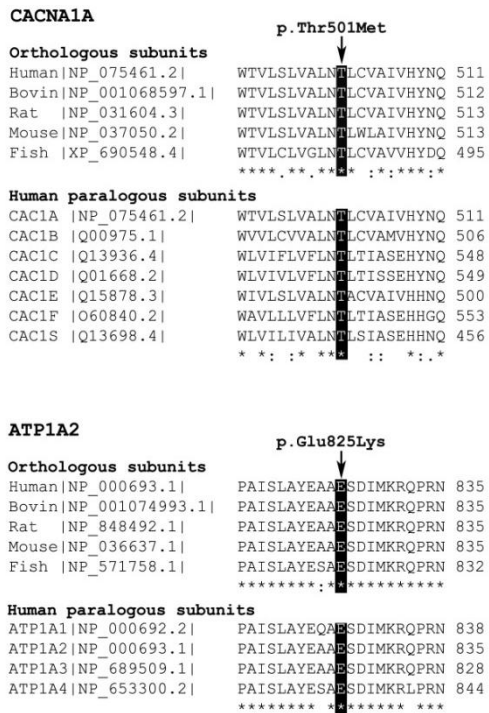 CACNA1A
p.Thr501Met
Orthologous subunits
Human|NP_075461.2| WTVLSLVALNTLCVAIVHYNQ 511
Bovin|NP_001068597.1| WTVLSLVALNTLCVAIVHYNQ 512
Rat |NP_031604.3| WTVLSLVALNTLCVAIVHYNQ 513
Mouse|NP_037050.2| WTVLSLVALNTLWLAIVHYNQ 513
Fish |XP_690548.4| WTVLCLVGLNTLCVAVVHYDQ 495
****.**.**** :*:***:*
Human paralogous subunits
CAC1A |NP_075461.2| WTVLSLVALNTLCVAIVHYNQ 511
CAC1B |Q00975.1| WVVLCVVALNTLCVAMVHYNQ 506
CAC1C |Q13936.4| WLVIFLVFLNTLTIASEHYNQ 548
CAC1D |Q01668.2| WLVIVLVFLNTLTISSEHYNQ 549
CAC1E |Q15878.3| WIVLSLVALNTACVAIVHHNQ 500
CAC1F |O60840.2| WAVLLLVFLNTLTIASEHHGQ 553
CAC1S |Q13698.4| WLVILIVALNTLSIASEHHNQ 456
* *: :* *** :: *:.*
ATP1A2
p.Glu825Lys
Orthologous subunits
Human|NP_000693.1| PAISLAYEAAESDIMKRQPRN 835
Bovin|NP_001074993.1| PAISLAYEAAESDIMKRQPRN 835
Rat |NP_848492.1| PAISLAYEAAESDIMKRQPRN 835
Mouse|NP_036637.1| PAISLAYEAAESDIMKRQPRN 835
Fish |NP_571758.1| PAISLAYESAESDIMKRQPRN 832
********:************
Human paralogous subunits
ATP1A1|NP_000692.2| PAISLAYEQAESDIMKRQPRN 838
ATP1A2|NP_000693.1| PAISLAYEAAESDIMKRQPRN 835
ATP1A3|NP_689509.1| PAISLAYEAAESDIMKRQPRN 828
ATP1A4|NP_653300.2| PAISLAYESAESDIMKRLPRN 844
******** ******** ***